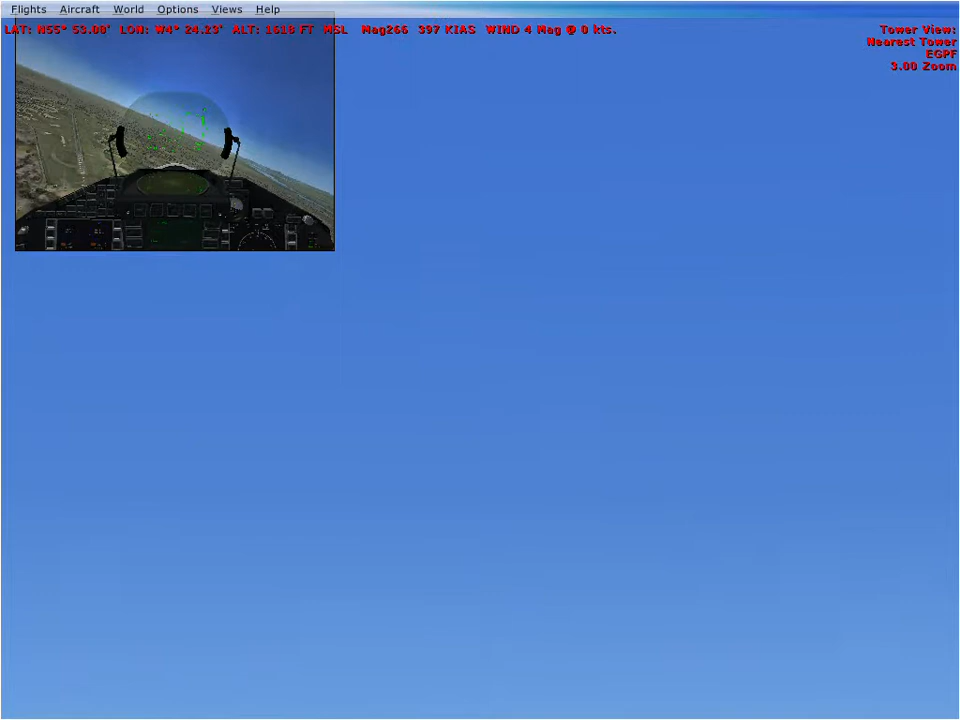 Flights Aircraft World Options Views Help
LAT: N55° 53.00' LON: W4° 24.23' ALT: 1618 FT MSL Mag266 397 KIAS WIND 4 Mag @ 0 kts.
Tower View:
Nearest Tower
EGPF
3.00 Zoom